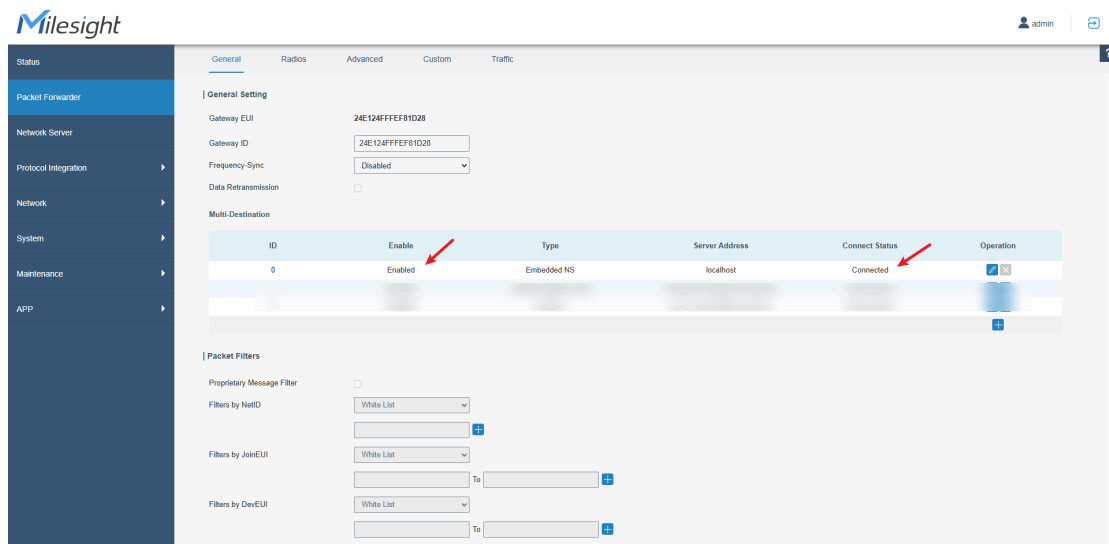 Milesight
admin
Status
General Radios Advanced Custom Traffic
?
Packet Forwarder
General Setting
Gateway EUI 24E124FFFEF81D28
Network Server
Gateway ID 24E124FFFEF81D28
Frequency-Sync Disabled
Protocol Integration
Data Retransmission
Network
Multi-Destination
System
ID Enable Type Server Address Connect Status Operation
Maintenance
0 Enabled Embedded NS localhost Connected
APP
Packet Filters
Proprietary Message Filter
Filters by NetID White List
Filters by JoinEUI White List
To
Filters by DevEUI White List
To